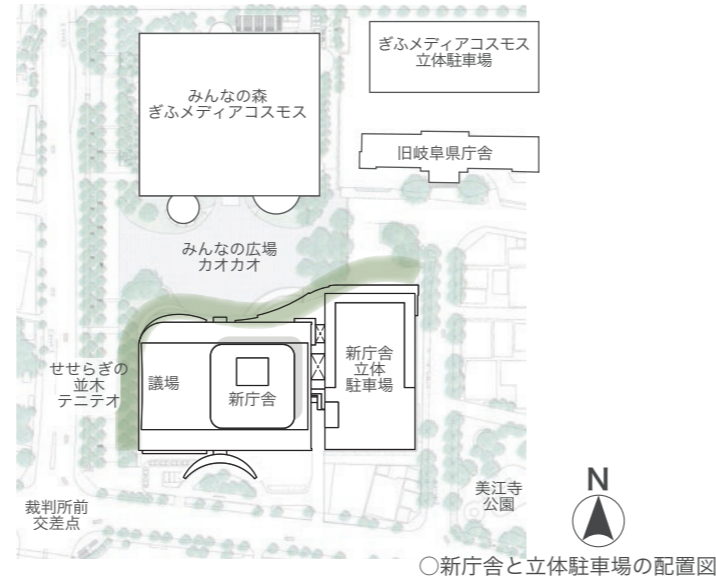 ぎふメディアコスモス
立体駐車場
みんなの森
ぎふメディアコスモス
旧岐阜県庁舎
みんなの広場
カオカオ
せせらぎの
並木
テニテオ
議場
新庁舎
新庁舎
立体
駐車場
美江寺
公園
裁判所前
交差点
N
○新庁舎と立体駐車場の配置図